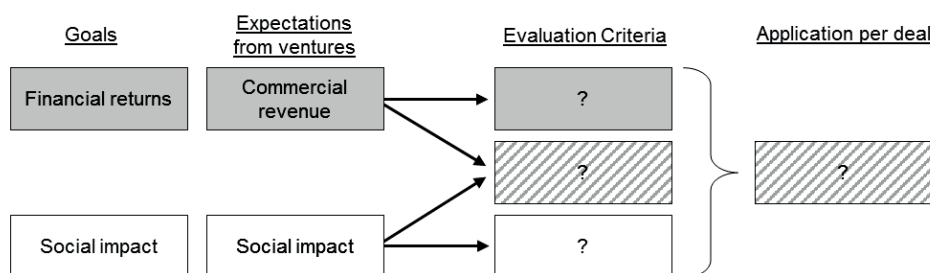 Goals
Expectations
from ventures
Evaluation Criteria
Application per deal
Financial returns
Commercial
revenue
?
?
?
Social impact
Social impact
?